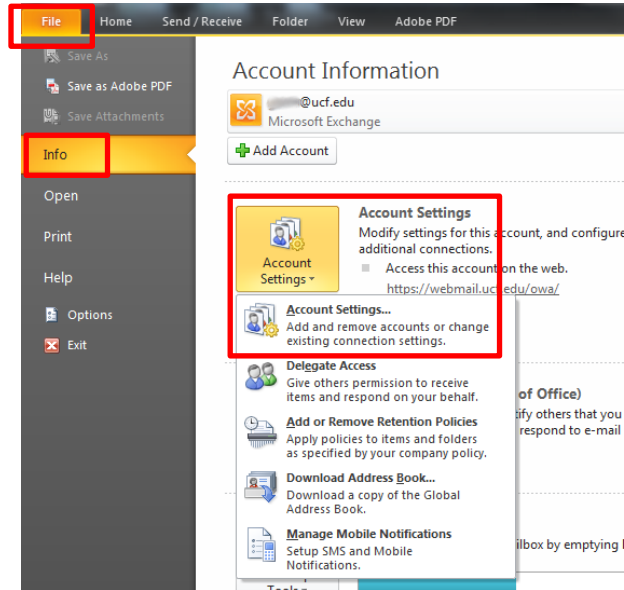 File Home Send / Receive Folder View Adobe PDF
Save As
Save as Adobe PDF
Save Attachments
Info
Open
Print
Help
Options
Exit
Account Information
@ucf.edu
Microsoft Exchange
Add Account
Account
Settings
Account Settings
Modify settings for this account, and configure
additional connections.
Access this account on the web.
https://webmail.ucf.edu/owa/
Account Settings...
Add and remove accounts or change
existing connection settings.
Delegate Access
Give others permission to receive
items and respond on your behalf.
Add or Remove Retention Policies
Apply policies to items and folders
as specified by your company policy.
Download Address Book...
Download a copy of the Global
Address Book.
Manage Mobile Notifications
Setup SMS and Mobile
Notifications.
of Office)
tify others that you
respond to e-mail
ilbox by emptying